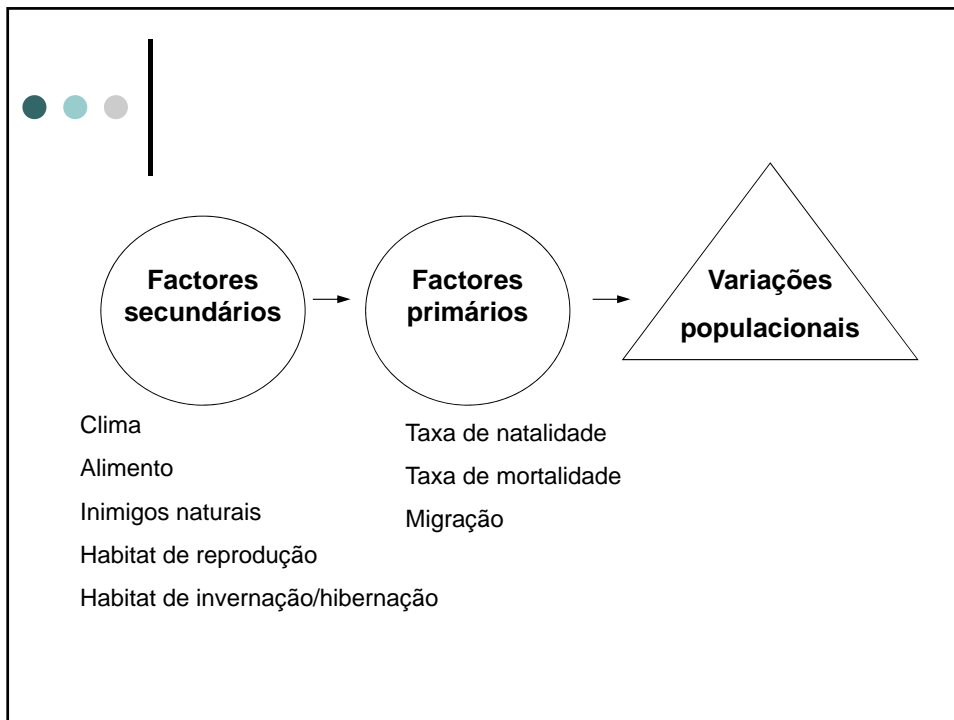 Factores
secundários
Factores
primários
Variações
populacionais
Clima
Alimento
Inimigos naturais
Habitat de reprodução
Habitat de invernação/hibernação
Taxa de natalidade
Taxa de mortalidade
Migração